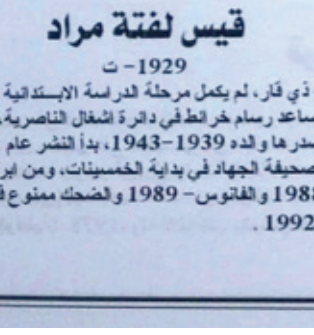 قيس لفتة مراد
1929- ت
ذي قار، لم يكمل مرحلة الدراسة الابتدائية
ساعد رسام خرائط في دائرة اشغال الناصرية،
صدرها والده 1939-1943، بدأ النشر عام
صحيفة الجهاد في بداية الخمسينات، ومن ابر
1988 والفانوس- 1989 والضحك ممنوع
1992.